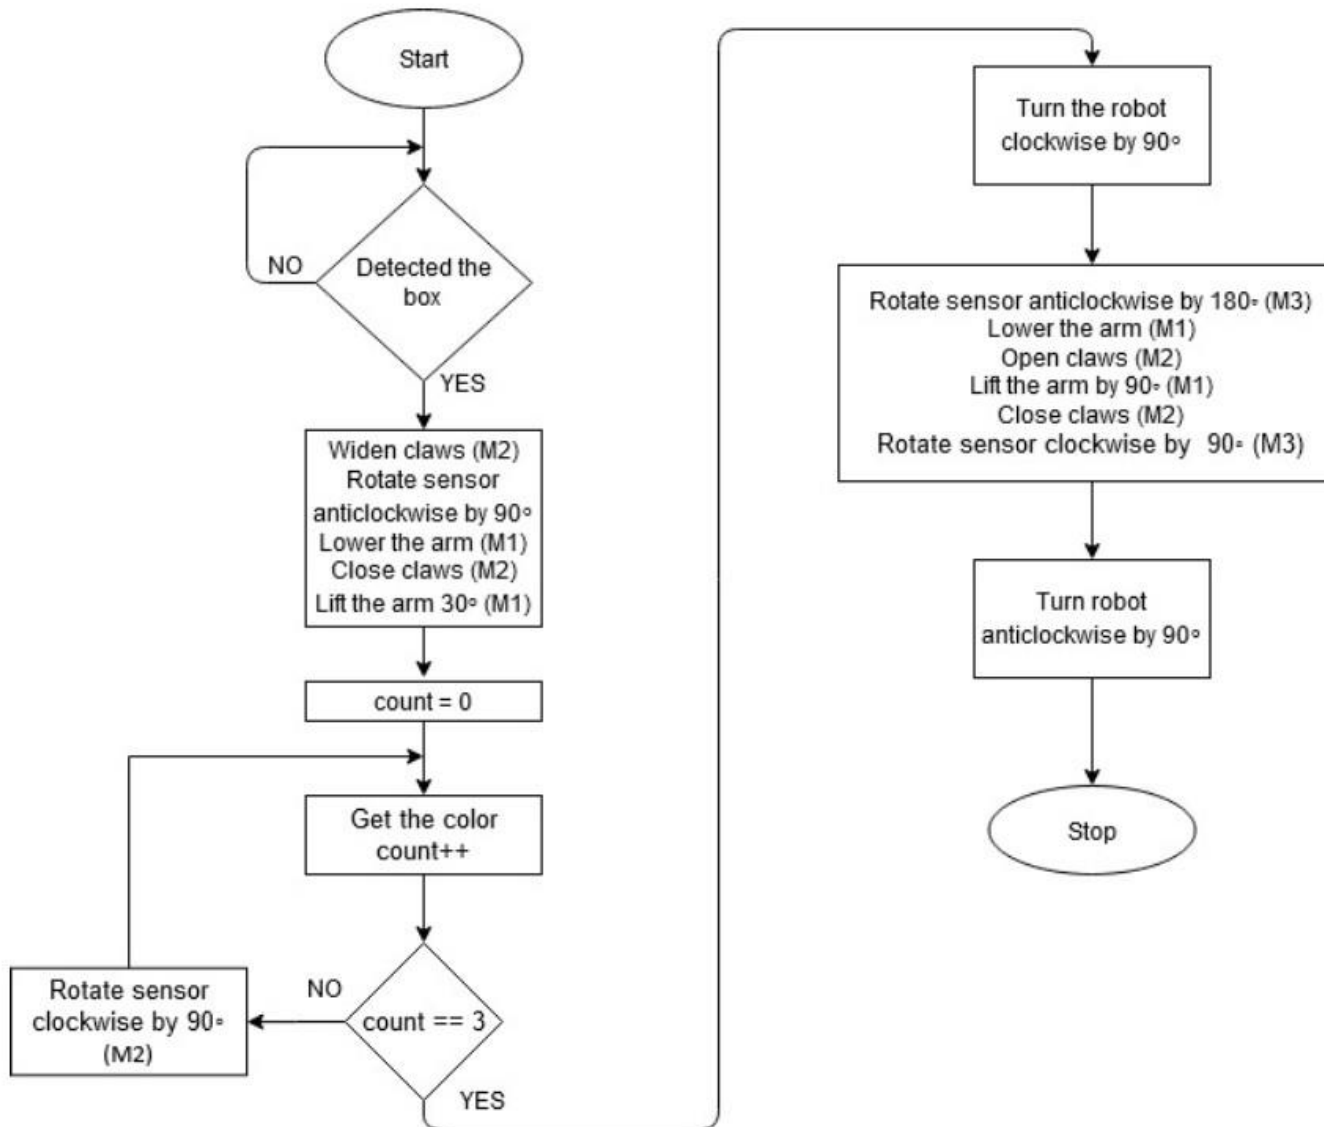 Start
NO
Detected the
box
YES
Widen claws (M2)
Rotate sensor
anticlockwise by 90∘
Lower the arm (M1)
Close claws (M2)
Lift the arm 30∘ (M1)
count = 0
Get the color
count++
NO
count == 3
Rotate sensor
clockwise by 90∘
(M2)
YES
Turn the robot
clockwise by 90∘
Rotate sensor anticlockwise by 180∘ (M3)
Lower the arm (M1)
Open claws (M2)
Lift the arm by 90∘ (M1)
Close claws (M2)
Rotate sensor clockwise by 90∘ (M3)
Turn robot
anticlockwise by 90∘
Stop